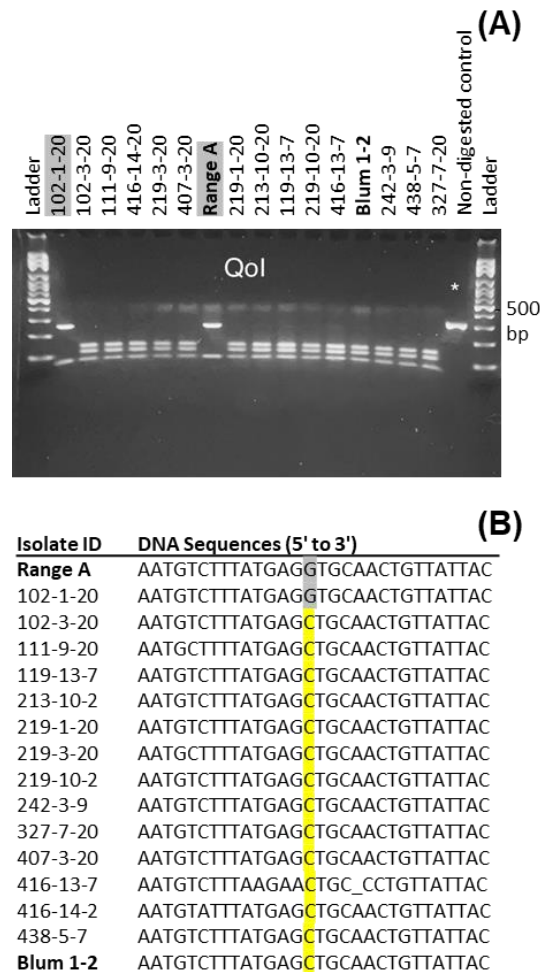 (A)
Ladder
102-1-20
102-3-20
111-9-20
416-14-20
219-3-20
407-3-20
Range A
219-1-20
213-10-20
119-13-7
219-10-20
416-13-7
Blum 1-2
242-3-9
438-5-7
327-7-20
Non-digested control
Ladder
QoI
*
500
bp
(B)
Isolate ID DNA Sequences (5' to 3')
Range A AATGTCTTTATGAGGTGCAACTGTTATTAC
102-1-20 AATGTCTTTATGAGGTGCAACTGTTATTAC
102-3-20 AATGTCTTTATGAGCTGCAACTGTTATTAC
111-9-20 AATGCTTTTATGAGCTGCAACTGTTATTAC
119-13-7 AATGTCTTTATGAGCTGCAACTGTTATTAC
213-10-2 AATGTCTTTATGAGCTGCAACTGTTATTAC
219-1-20 AATGTCTTTATGAGCTGCAACTGTTATTAC
219-3-20 AATGCTTTTATGAGCTGCAACTGTTATTAC
219-10-2 AATGTCTTTATGAGCTGCAACTGTTATTAC
242-3-9 AATGTCTTTATGAGCTGCAACTGTTATTAC
327-7-20 AATGTCTTTATGAGCTGCAACTGTTATTAC
407-3-20 AATGTCTTTATGAGCTGCAACTGTTATTAC
416-13-7 AATGTCTTTAAGAACTGC_CCTGTTATTAC
416-14-2 AATGTATTTATGAGCTGCAACTGTTATTAC
438-5-7 AATGTCTTTATGAGCTGCAACTGTTATTAC
Blum 1-2 AATGTCTTTATGAGCTGCAACTGTTATTAC